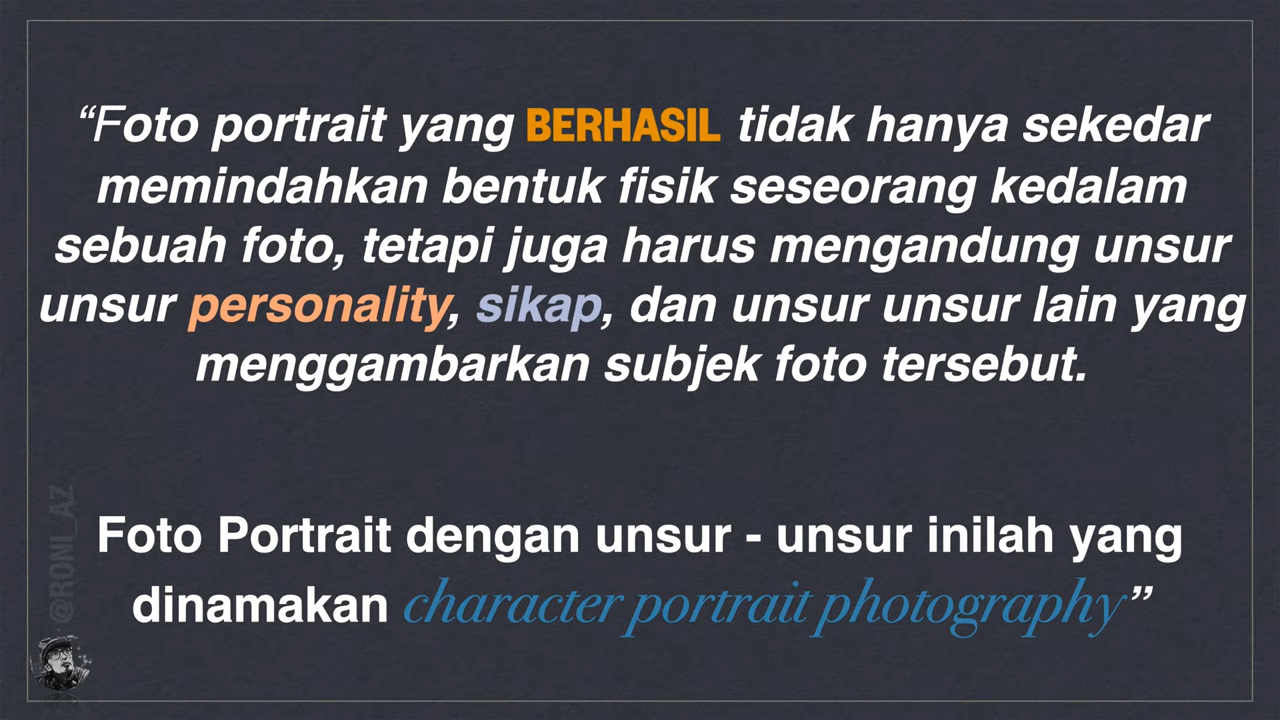 “Foto portrait yang BERHASIL tidak hanya sekedar
memindahkan bentuk fisik seseorang kedalam
sebuah foto, tetapi juga harus mengandung unsur
unsur personality, sikap, dan unsur unsur lain yang
menggambarkan subjek foto tersebut.
Foto Portrait dengan unsur - unsur inilah yang
dinamakan character portrait photography”
@RONI_AZ